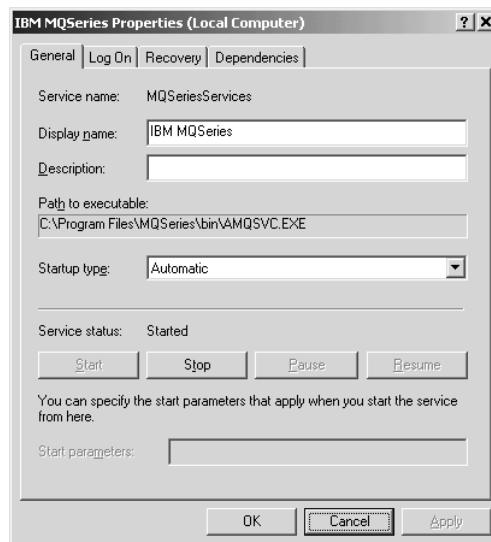 IBM MQSeries Properties (Local Computer)
General Log On Recovery Dependencies
Service name: MQSeriesServices
Display name: IBM MQSeries
Description:
Path to executable:
C:\Program Files\MQSeries\bin\AMQSVC.EXE
Startup type: Automatic
Service status: Started
Start Stop Pause Resume
You can specify the start parameters that apply when you start the service
from here.
Start parameters:
OK Cancel Apply